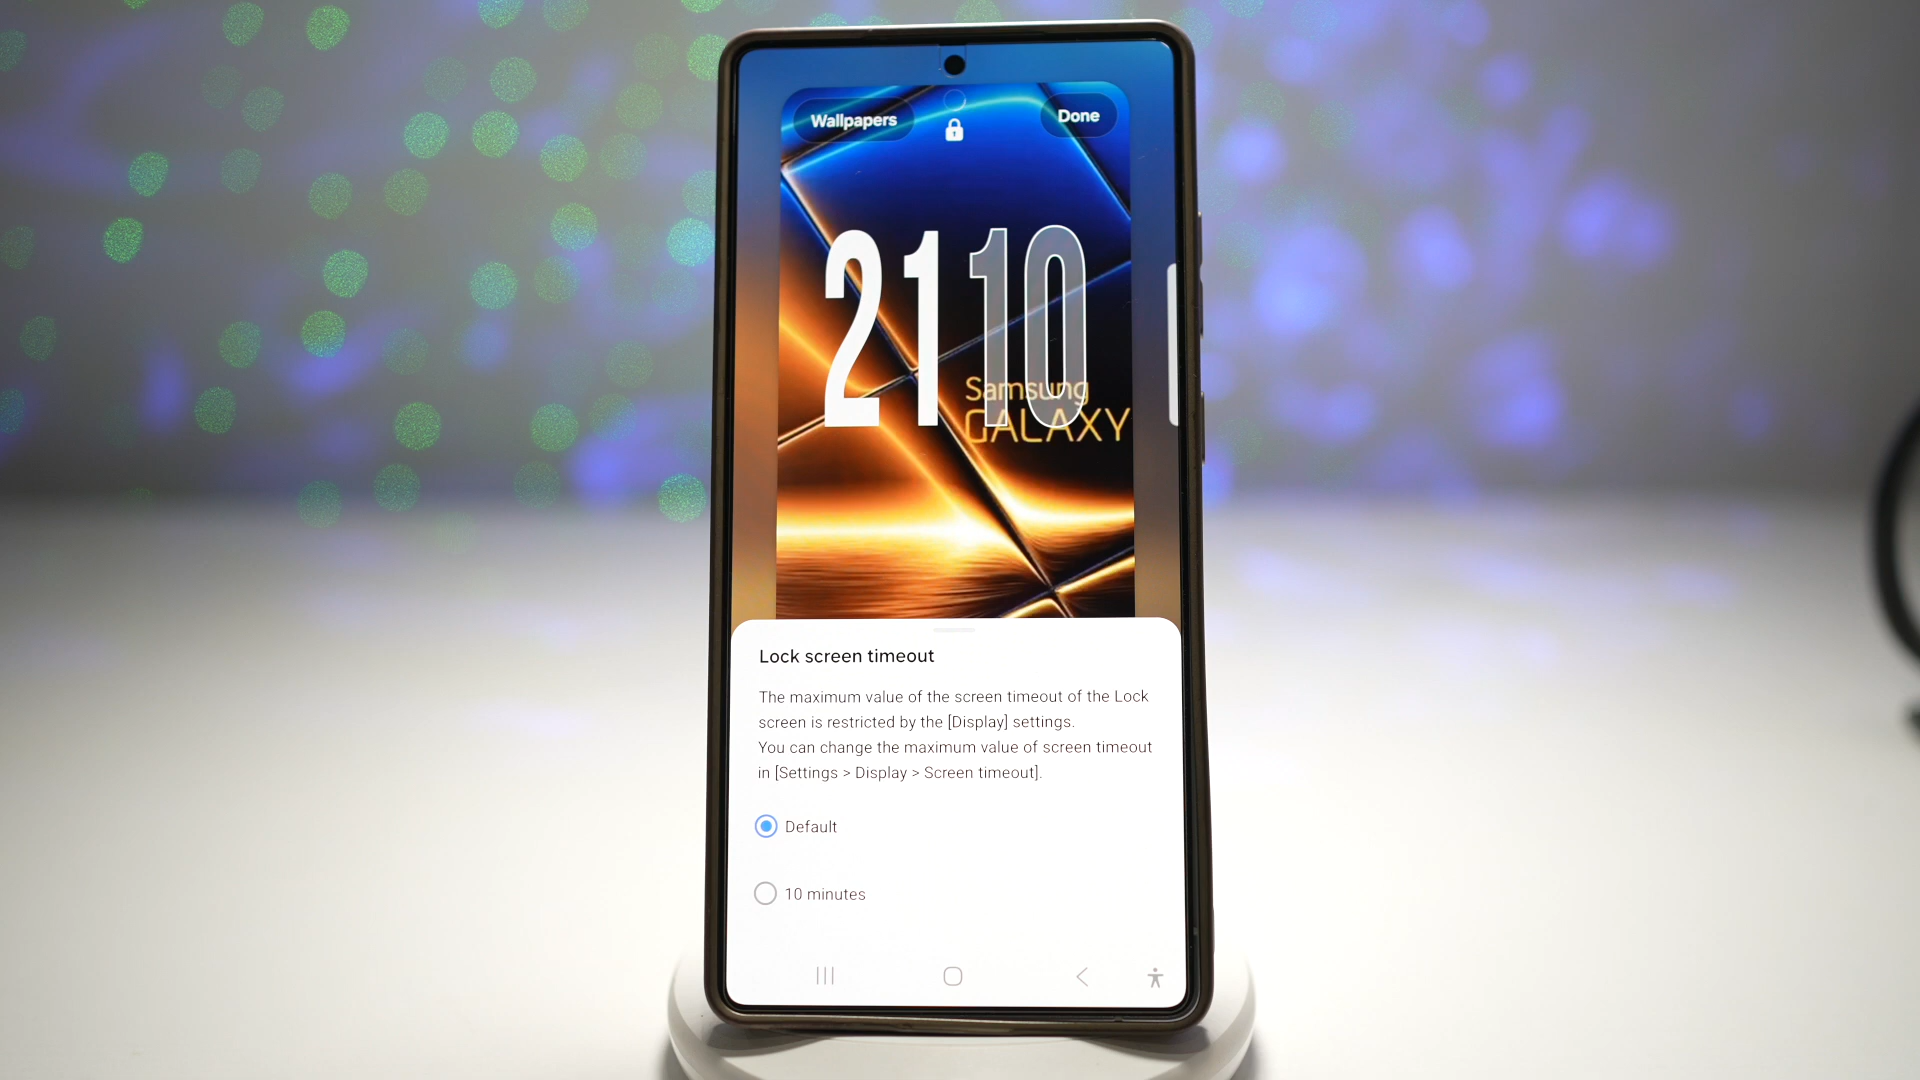 Wallpapers
Done
21 10
Samsung
GALAXY
Lock screen timeout
The maximum value of the screen timeout of the Lock
screen is restricted by the [Display] settings.
You can change the maximum value of screen timeout
in [Settings > Display > Screen timeout].
Default
10 minutes